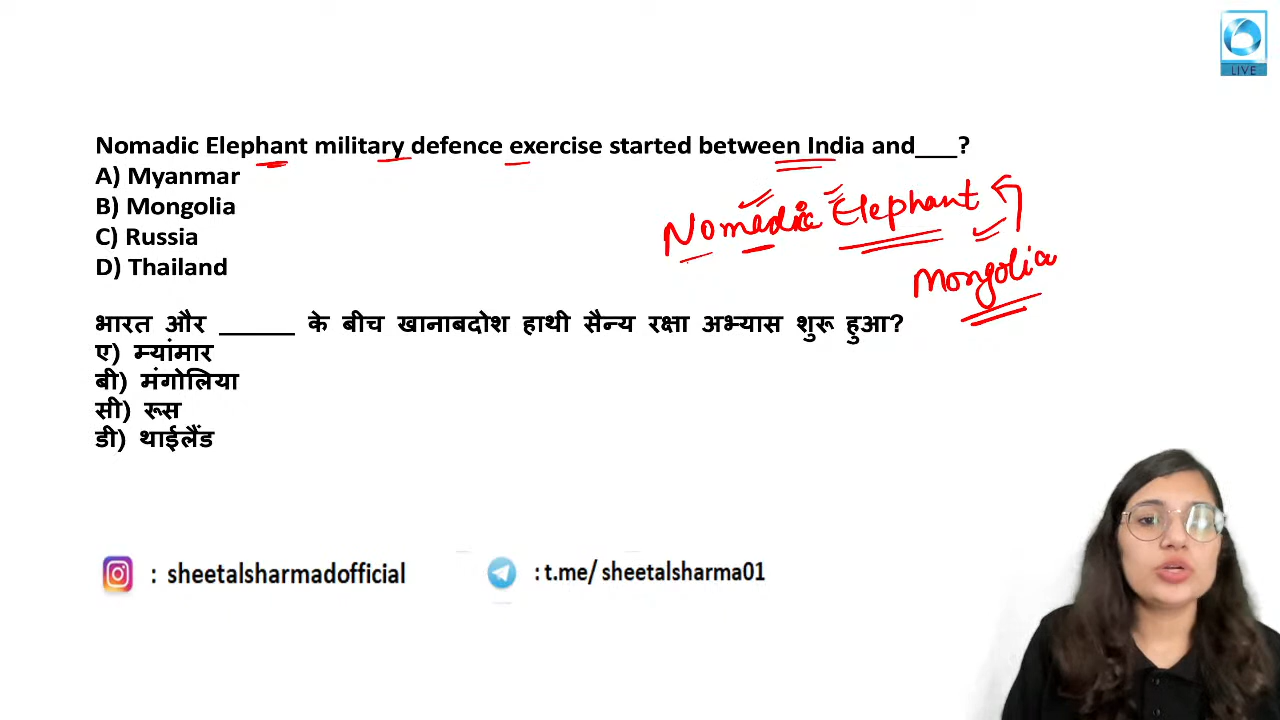 LIVE
Nomadic Elephant military defence exercise started between India and___?
A) Myanmar
B) Mongolia
C) Russia
D) Thailand
Nomadic Elephant
Mongolia
भारत और ______ के बीच खानाबदोश हाथी सैन्य रक्षा अभ्यास शुरू हुआ?
ए) म्यांमार
बी) मंगोलिया
सी) रूस
डी) थाईलैंड
: sheetalsharmadofficial
: t.me/ sheetalsharma01